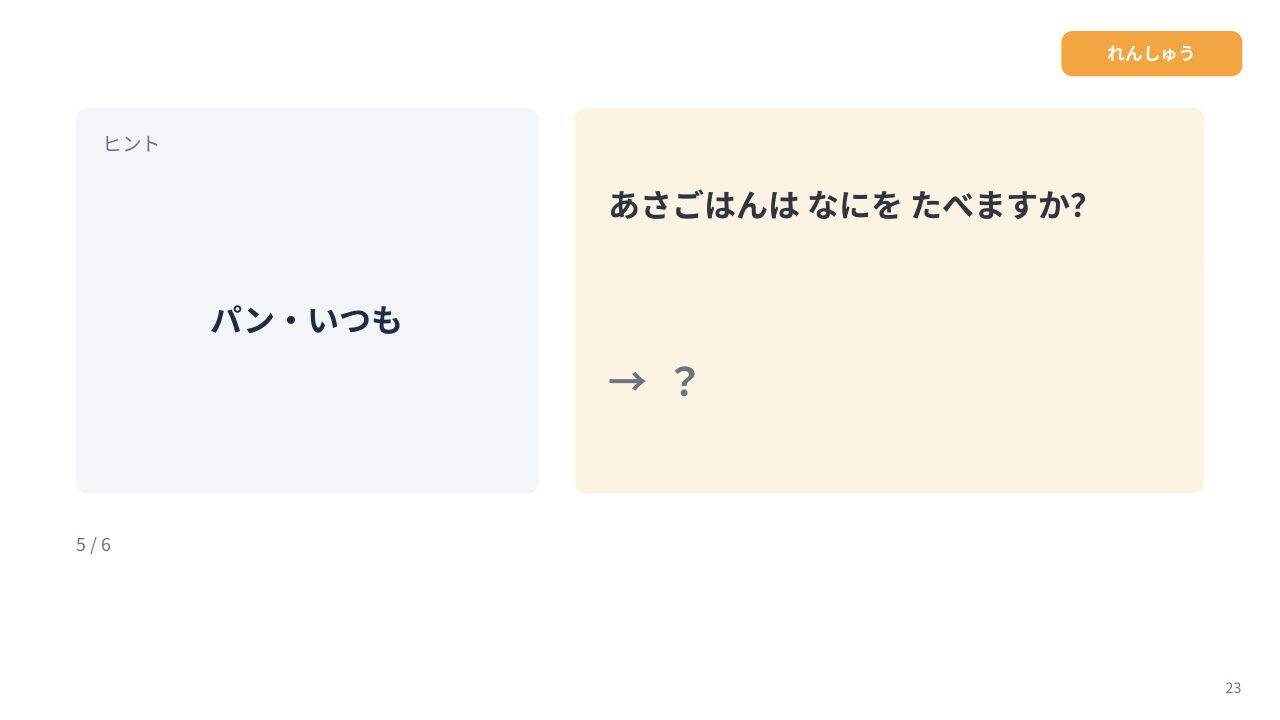 れんしゅう
ヒント
パン・いつも
あさごはんは なにを たべますか?
→ ?
5 / 6
23